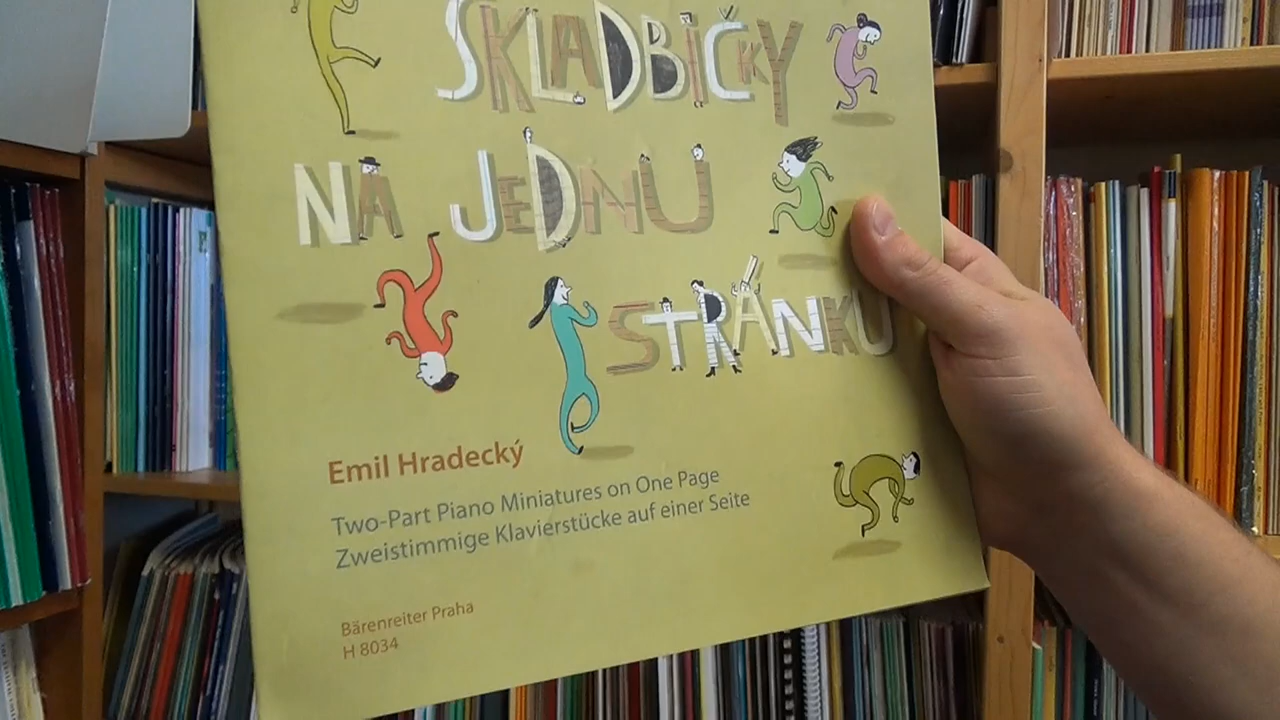 SKLADBIČKY
NA JEDNU
STRÁNKU
Emil Hradecký
Two-Part Piano Miniatures on One Page
Zweistimmige Klavierstücke auf einer Seite
Bärenreiter Praha
H 8034